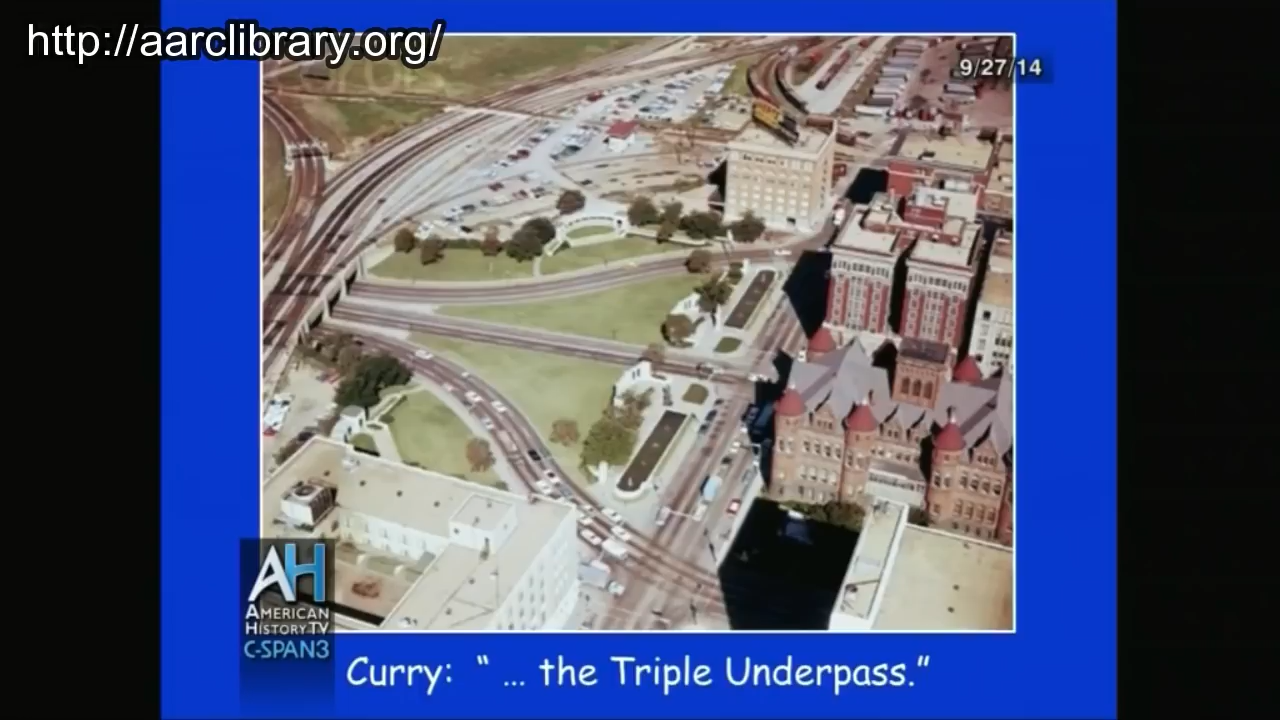 http://aarclibrary.org/
9/27/14
AH
AMERICAN
HISTORY TV
C-SPAN3
Curry: “ ... the Triple Underpass.”